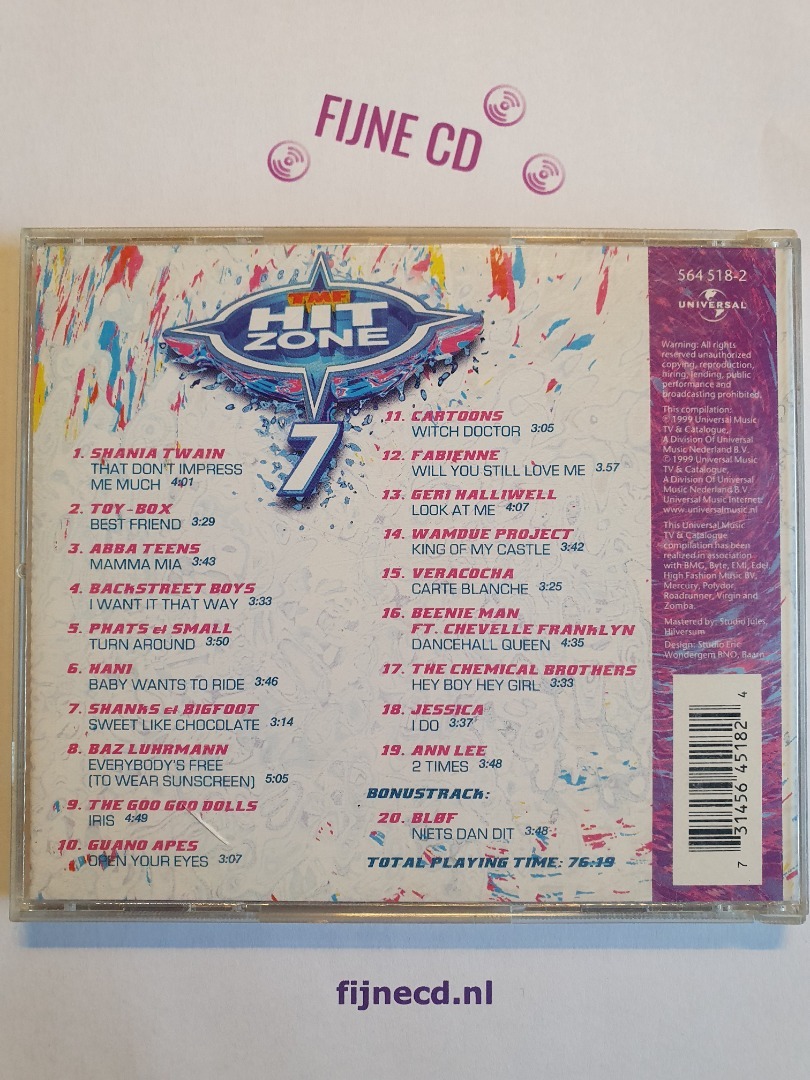 FIJNE CD
TMF
HIT
ZONE
7
1. SHANIA TWAIN
THAT DON'T IMPRESS
ME MUCH 4:01
2. TOY-BOX
BEST FRIEND 3:29
3. ABBA TEENS
MAMMA MIA 3:43
4. BACKSTREET BOYS
I WANT IT THAT WAY 3:33
5. PHATS et SMALL
TURN AROUND 3:50
6. HANI
BABY WANTS TO RIDE 3:46
7. SHANKS et BIGFOOT
SWEET LIKE CHOCOLATE 3:14
8. BAZ LUHRMANN
EVERYBODY'S FREE
(TO WEAR SUNSCREEN) 5:05
9. THE GOO GOO DOLLS
IRIS 4:49
10. GUANO APES
OPEN YOUR EYES 3:07
11. CARTOONS
WITCH DOCTOR 3:05
12. FABIENNE
WILL YOU STILL LOVE ME 3.57
13. GERI HALLIWELL
LOOK AT ME 4:07
14. WAMDUE PROJECT
KING OF MY CASTLE 3:42
15. VERACOCHA
CARTE BLANCHE 3:25
16. BEENIE MAN
FT. CHEVELLE FRANKLYN
DANCEHALL QUEEN 4:35
17. THE CHEMICAL BROTHERS
HEY BOY HEY GIRL 3:33
18. JESSICA
I DO 3:37
19. ANN LEE
2 TIMES 3:48
BONUSTRACK:
20. BLØF
NIETS DAN DIT 3:48
TOTAL PLAYING TIME: 76:19
564 518-2
UNIVERSAL
Warning: All rights
reserved unauthorized
copying, reproduction,
hiring, lending, public
performance and
broadcasting prohibited.
This compilation:
℗ 1999 Universal Music
TV & Catalogue,
A Division Of Universal
Music Nederland B.V.
© 1999 Universal Music
TV & Catalogue,
A Division Of Universal
Music Nederland B.V
Universal Music Internet:
www.universalmusic.nl
This Universal Music
TV & Catalogue
compilation has been
realized in association
with BMG, Byte, EMI, Edel,
High Fashion Music BV,
Mercury, Polydor,
Roadrunner, Virgin and
Zomba.
Mastered by: Studio Jules,
Hilversum
Design: Studio Eric
Wondergem BNO, Baarn
7 31456 45182 4
fijnecd.nl